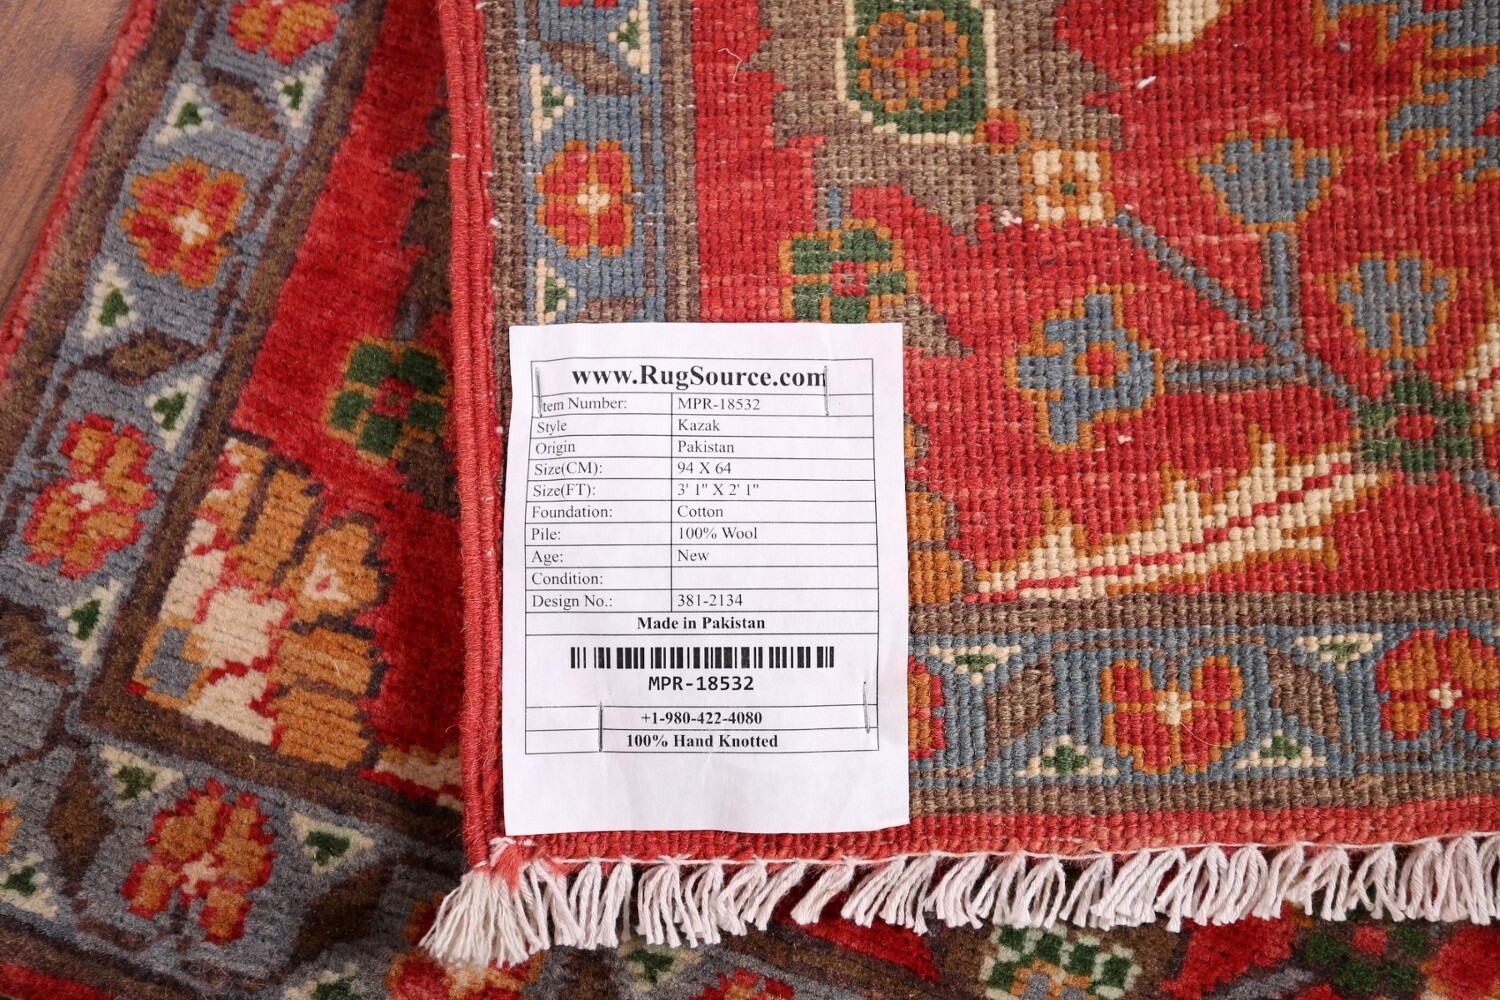 www.RugSource.com
Item Number: MPR-18532
Style Kazak
Origin Pakistan
Size(CM): 94 X 64
Size(FT): 3' 1" X 2' 1"
Foundation: Cotton
Pile: 100% Wool
Age: New
Condition:
Design No.: 381-2134
Made in Pakistan
MPR-18532
+1-980-422-4080
100% Hand Knotted